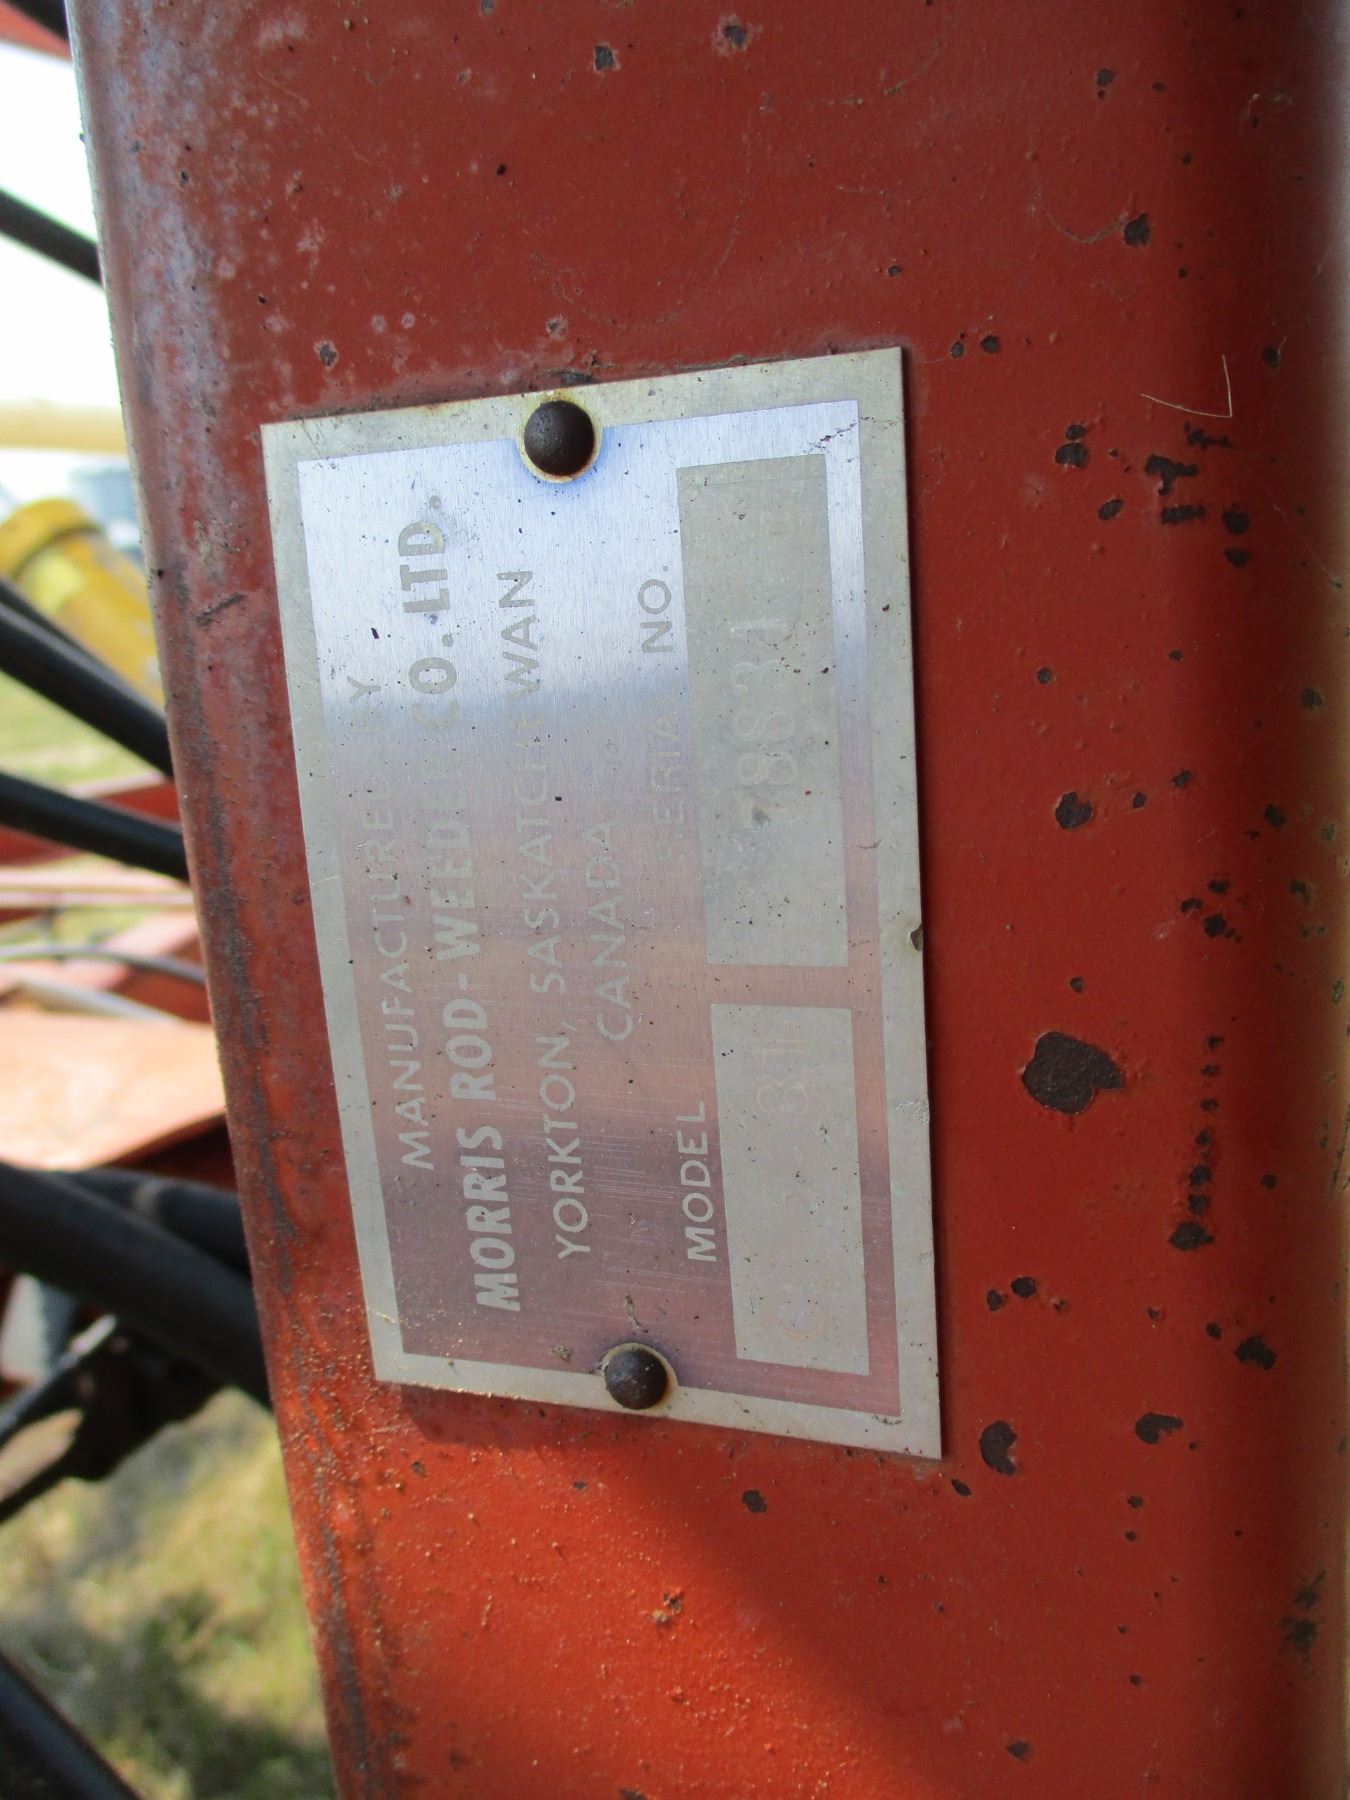 MANUFACTURED BY
MORRIS ROD-WEEDER CO. LTD.
YORKTON, SASKATCHEWAN
CANADA
MODEL SERIAL NO.